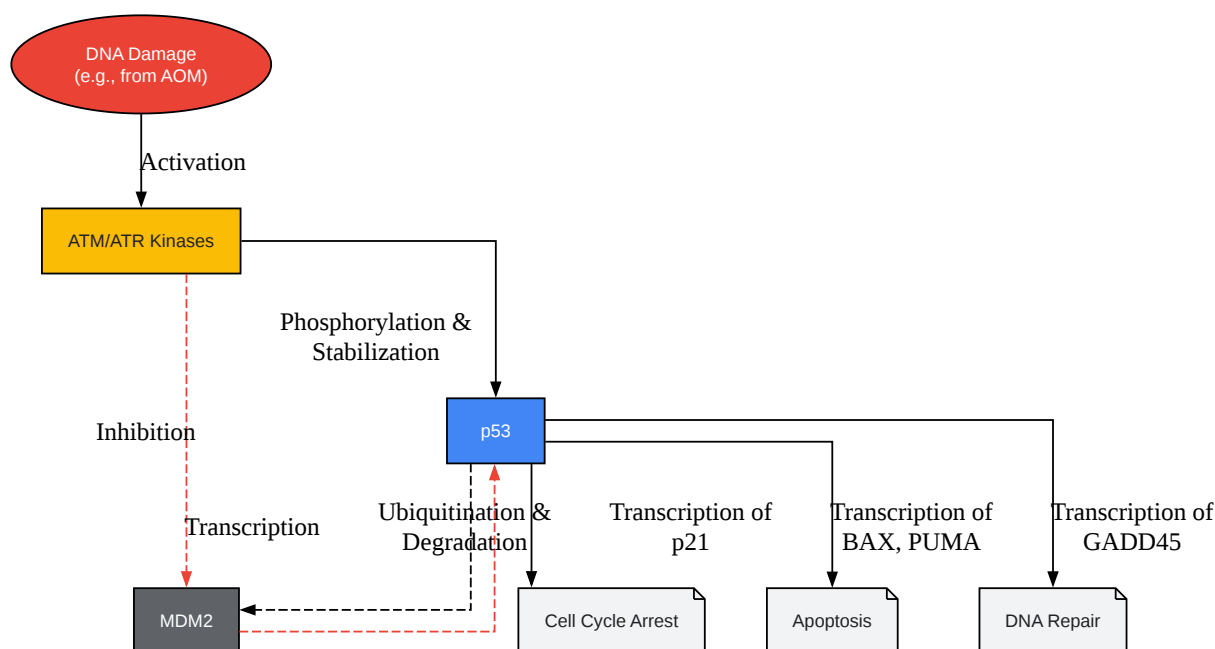 DNA Damage
(e.g., from AOM)
Activation
ATM/ATR Kinases
Phosphorylation &
Stabilization
Inhibition
p53
Transcription
Ubiquitination &
Degradation
Transcription of
p21
Transcription of
BAX, PUMA
Transcription of
GADD45
MDM2
Cell Cycle Arrest
Apoptosis
DNA Repair